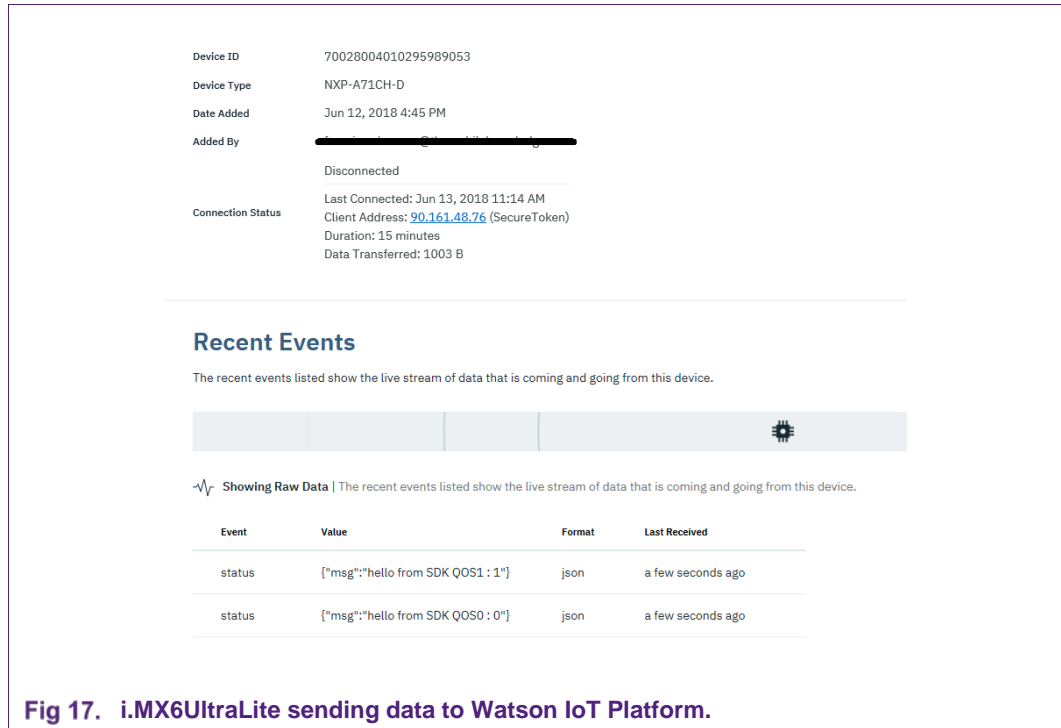 Device ID 70028004010295989053
Device Type NXP-A71CH-D
Date Added Jun 12, 2018 4:45 PM
Added By
Disconnected
Connection Status
Last Connected: Jun 13, 2018 11:14 AM
Client Address: 90.161.48.76 (SecureToken)
Duration: 15 minutes
Data Transferred: 1003 B
Recent Events
The recent events listed show the live stream of data that is coming and going from this device.
Showing Raw Data | The recent events listed show the live stream of data that is coming and going from this device.
Event Value Format Last Received
status {"msg":"hello from SDK QOS1 : 1"} json a few seconds ago
status {"msg":"hello from SDK QOS0 : 0"} json a few seconds ago
Fig 17. i.MX6UltraLite sending data to Watson IoT Platform.